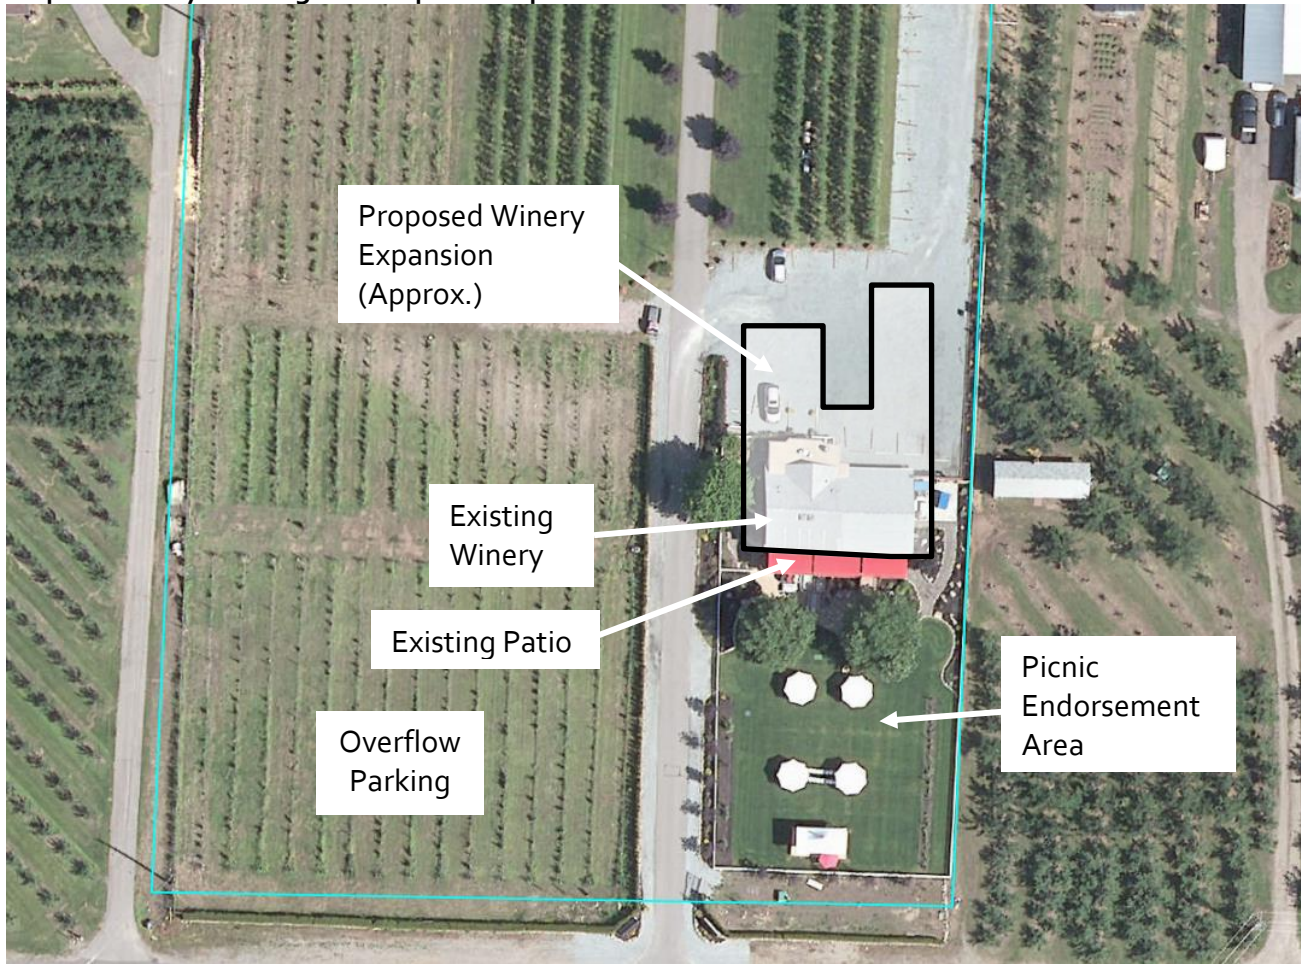 Proposed Winery
Expansion
(Approx.)
Existing
Winery
Existing Patio
Overflow
Parking
Picnic
Endorsement
Area